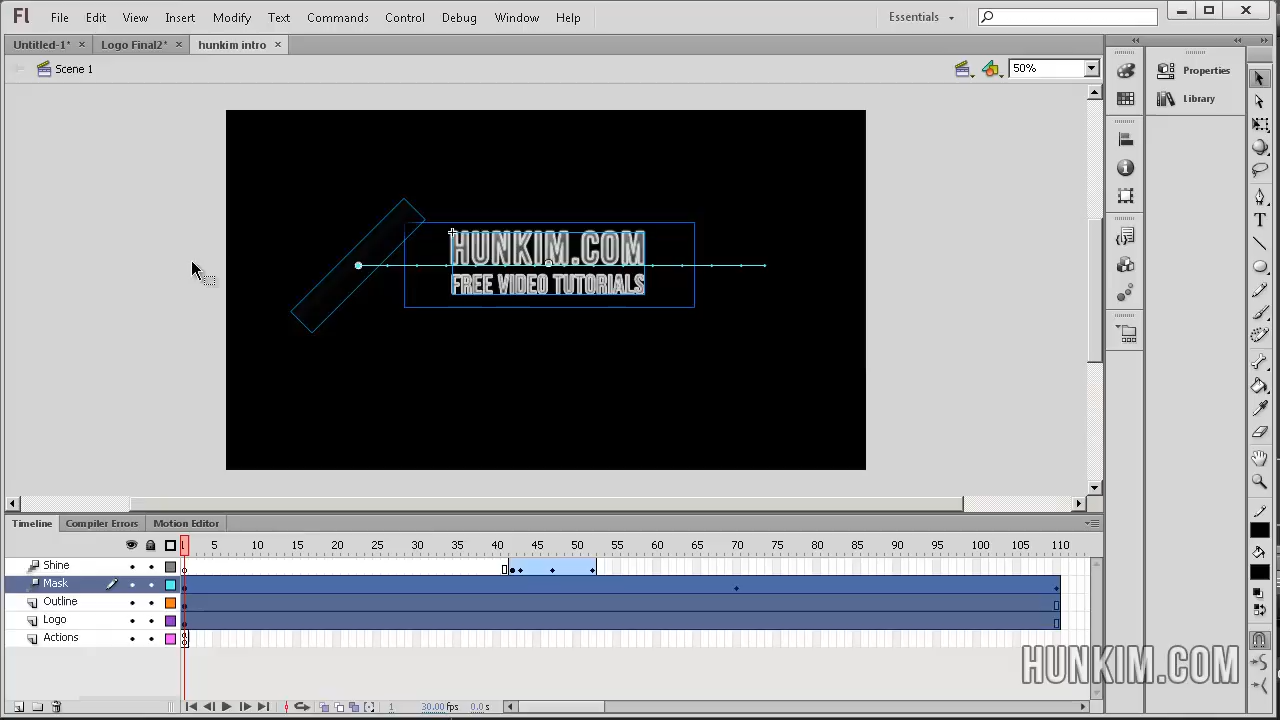 Fl File Edit View Insert Modify Text Commands Control Debug Window Help Essentials
Untitled-1* × Logo Final2* × hunkim intro ×
Scene 1 50%
Properties
Library
HUNKIM.COM
FREE VIDEO TUTORIALS
Timeline Compiler Errors Motion Editor
1 5 10 15 20 25 30 35 40 45 50 55 60 65 70 75 80 85 90 95 100 105 110
Shine
Mask
Outline
Logo
Actions
1 30.00 fps 0.0 s
HUNKIM.COM